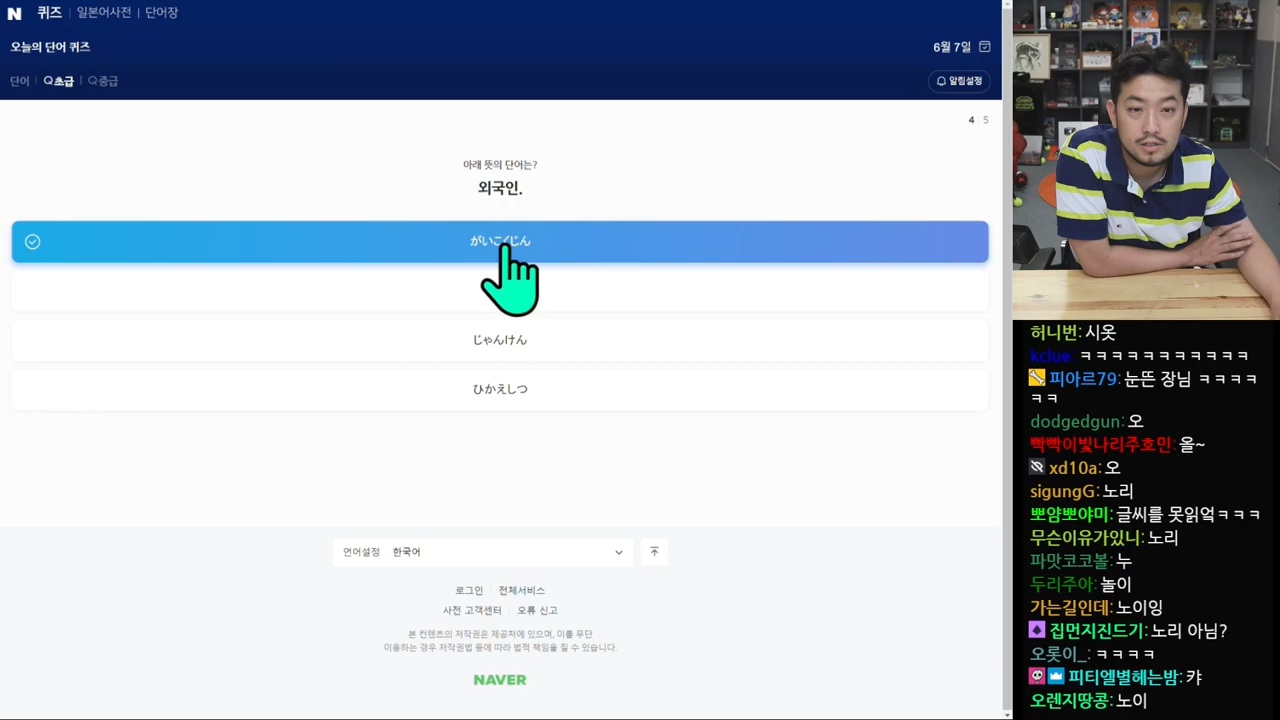 N 퀴즈 | 일본어사전 | 단어장
오늘의 단어 퀴즈
6월 7일
단어 초급 중급
알림설정
4 5
아래 뜻의 단어는?
외국인.
がいこくじん
じゃんけん
ひかえしつ
언어설정 한국어
로그인 전체서비스
사전 고객센터 오류 신고
본 컨텐츠의 저작권은 제공처에 있으며, 이를 무단
이용하는 경우 저작권법 등에 따라 법적 책임을 질 수 있습니다.
NAVER
허니번: 시옷
kclue: ㅋㅋㅋㅋㅋㅋㅋㅋㅋㅋㅋ
피아르79: 눈뜬 장님 ㅋㅋㅋㅋ
ㅋㅋ
dodgedgun: 오
빡빡이빛나리주호민: 올~
xd10a: 오
sigungG: 노리
뽀얌뽀야미: 글씨를 못읽엌ㅋㅋㅋ
무슨이유가있니: 노리
파맛코코볼: 누
두리주아: 놀이
가는길인데: 노이잉
집먼지진드기: 노리 아님?
오롯이_: ㅋㅋㅋㅋ
피티엘별헤는밤: 캬
오렌지땅콩: 노이